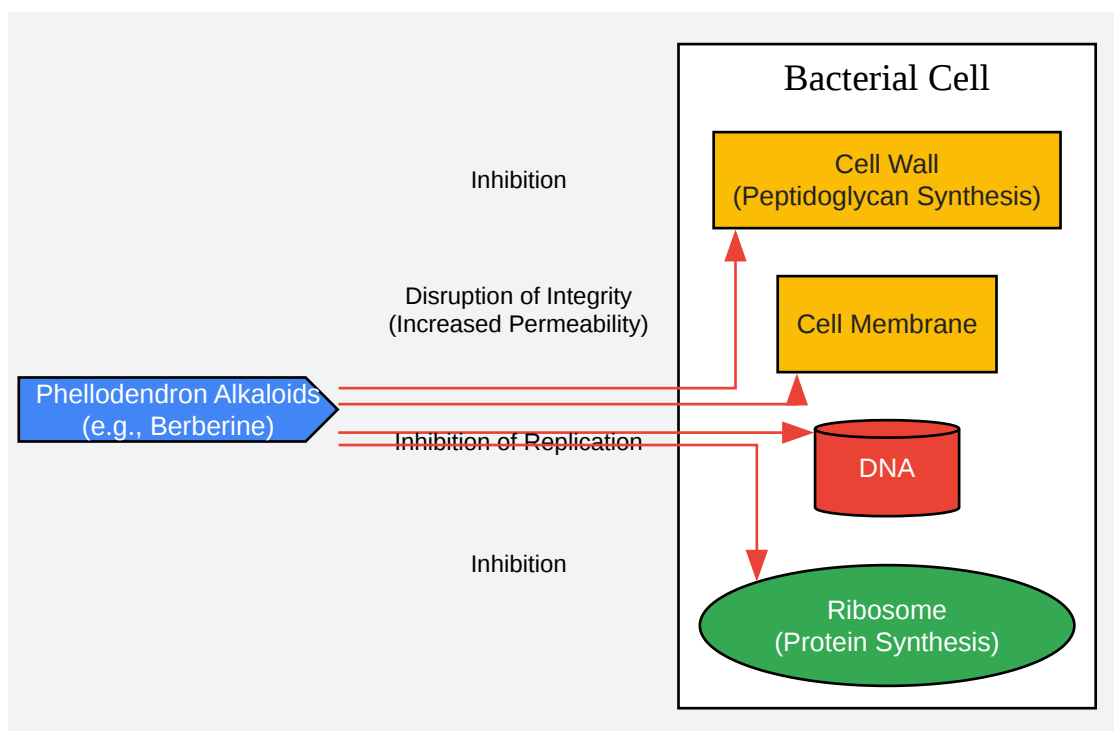 Bacterial Cell
Cell Wall
(Peptidoglycan Synthesis)
Inhibition
Disruption of Integrity
(Increased Permeability)
Cell Membrane
Phellodendron Alkaloids
(e.g., Berberine)
Inhibition of Replication
DNA
Inhibition
Ribosome
(Protein Synthesis)